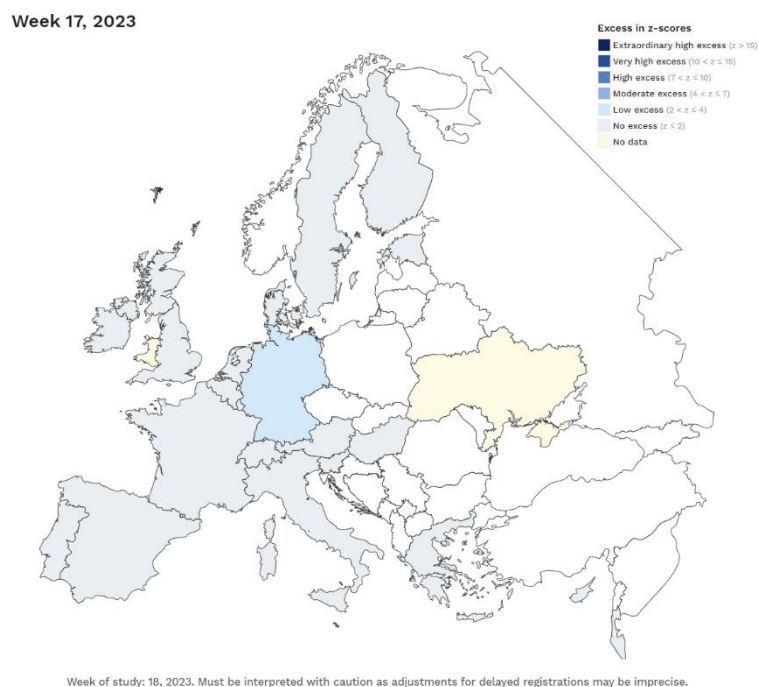 Week 17, 2023
Excess in z-scores
Extraordinary high excess (z > 15)
Very high excess (10 < z ≤ 15)
High excess (7 < z ≤ 10)
Moderate excess (4 < z ≤ 7)
Low excess (2 < z ≤ 4)
No excess (z ≤ 2)
No data
Week of study: 18, 2023. Must be interpreted with caution as adjustments for delayed registrations may be imprecise.